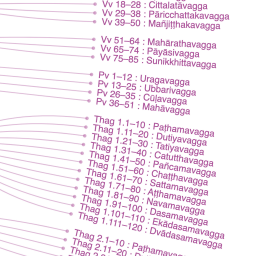 Vv 18–28 : Cittalatāvagga
Vv 29–38 : Pāricchattakavagga
Vv 39–50 : Mañjiṭṭhakavagga
Vv 51–64 : Mahārathavagga
Vv 65–74 : Pāyāsivagga
Vv 75–85 : Sunikkhittavagga
Pv 1–12 : Uragavagga
Pv 13–25 : Ubbarivagga
Pv 26–35 : Cūḷavagga
Pv 36–51 : Mahāvagga
Thag 1.1–10 : Paṭhamavagga
Thag 1.11–20 : Dutiyavagga
Thag 1.21–30 : Tatiyavagga
Thag 1.31–40 : Catutthavagga
Thag 1.41–50 : Pañcamavagga
Thag 1.51–60 : Chaṭṭhavagga
Thag 1.61–70 : Sattamavagga
Thag 1.71–80 : Aṭṭhamavagga
Thag 1.81–90 : Navamavagga
Thag 1.91–100 : Dasamavagga
Thag 1.101–110 : Ekādasamavagga
Thag 1.111–120 : Dvādasamavagga
Thag 2.1–10 : Paṭhamavagga
Thag 2.11–20 :